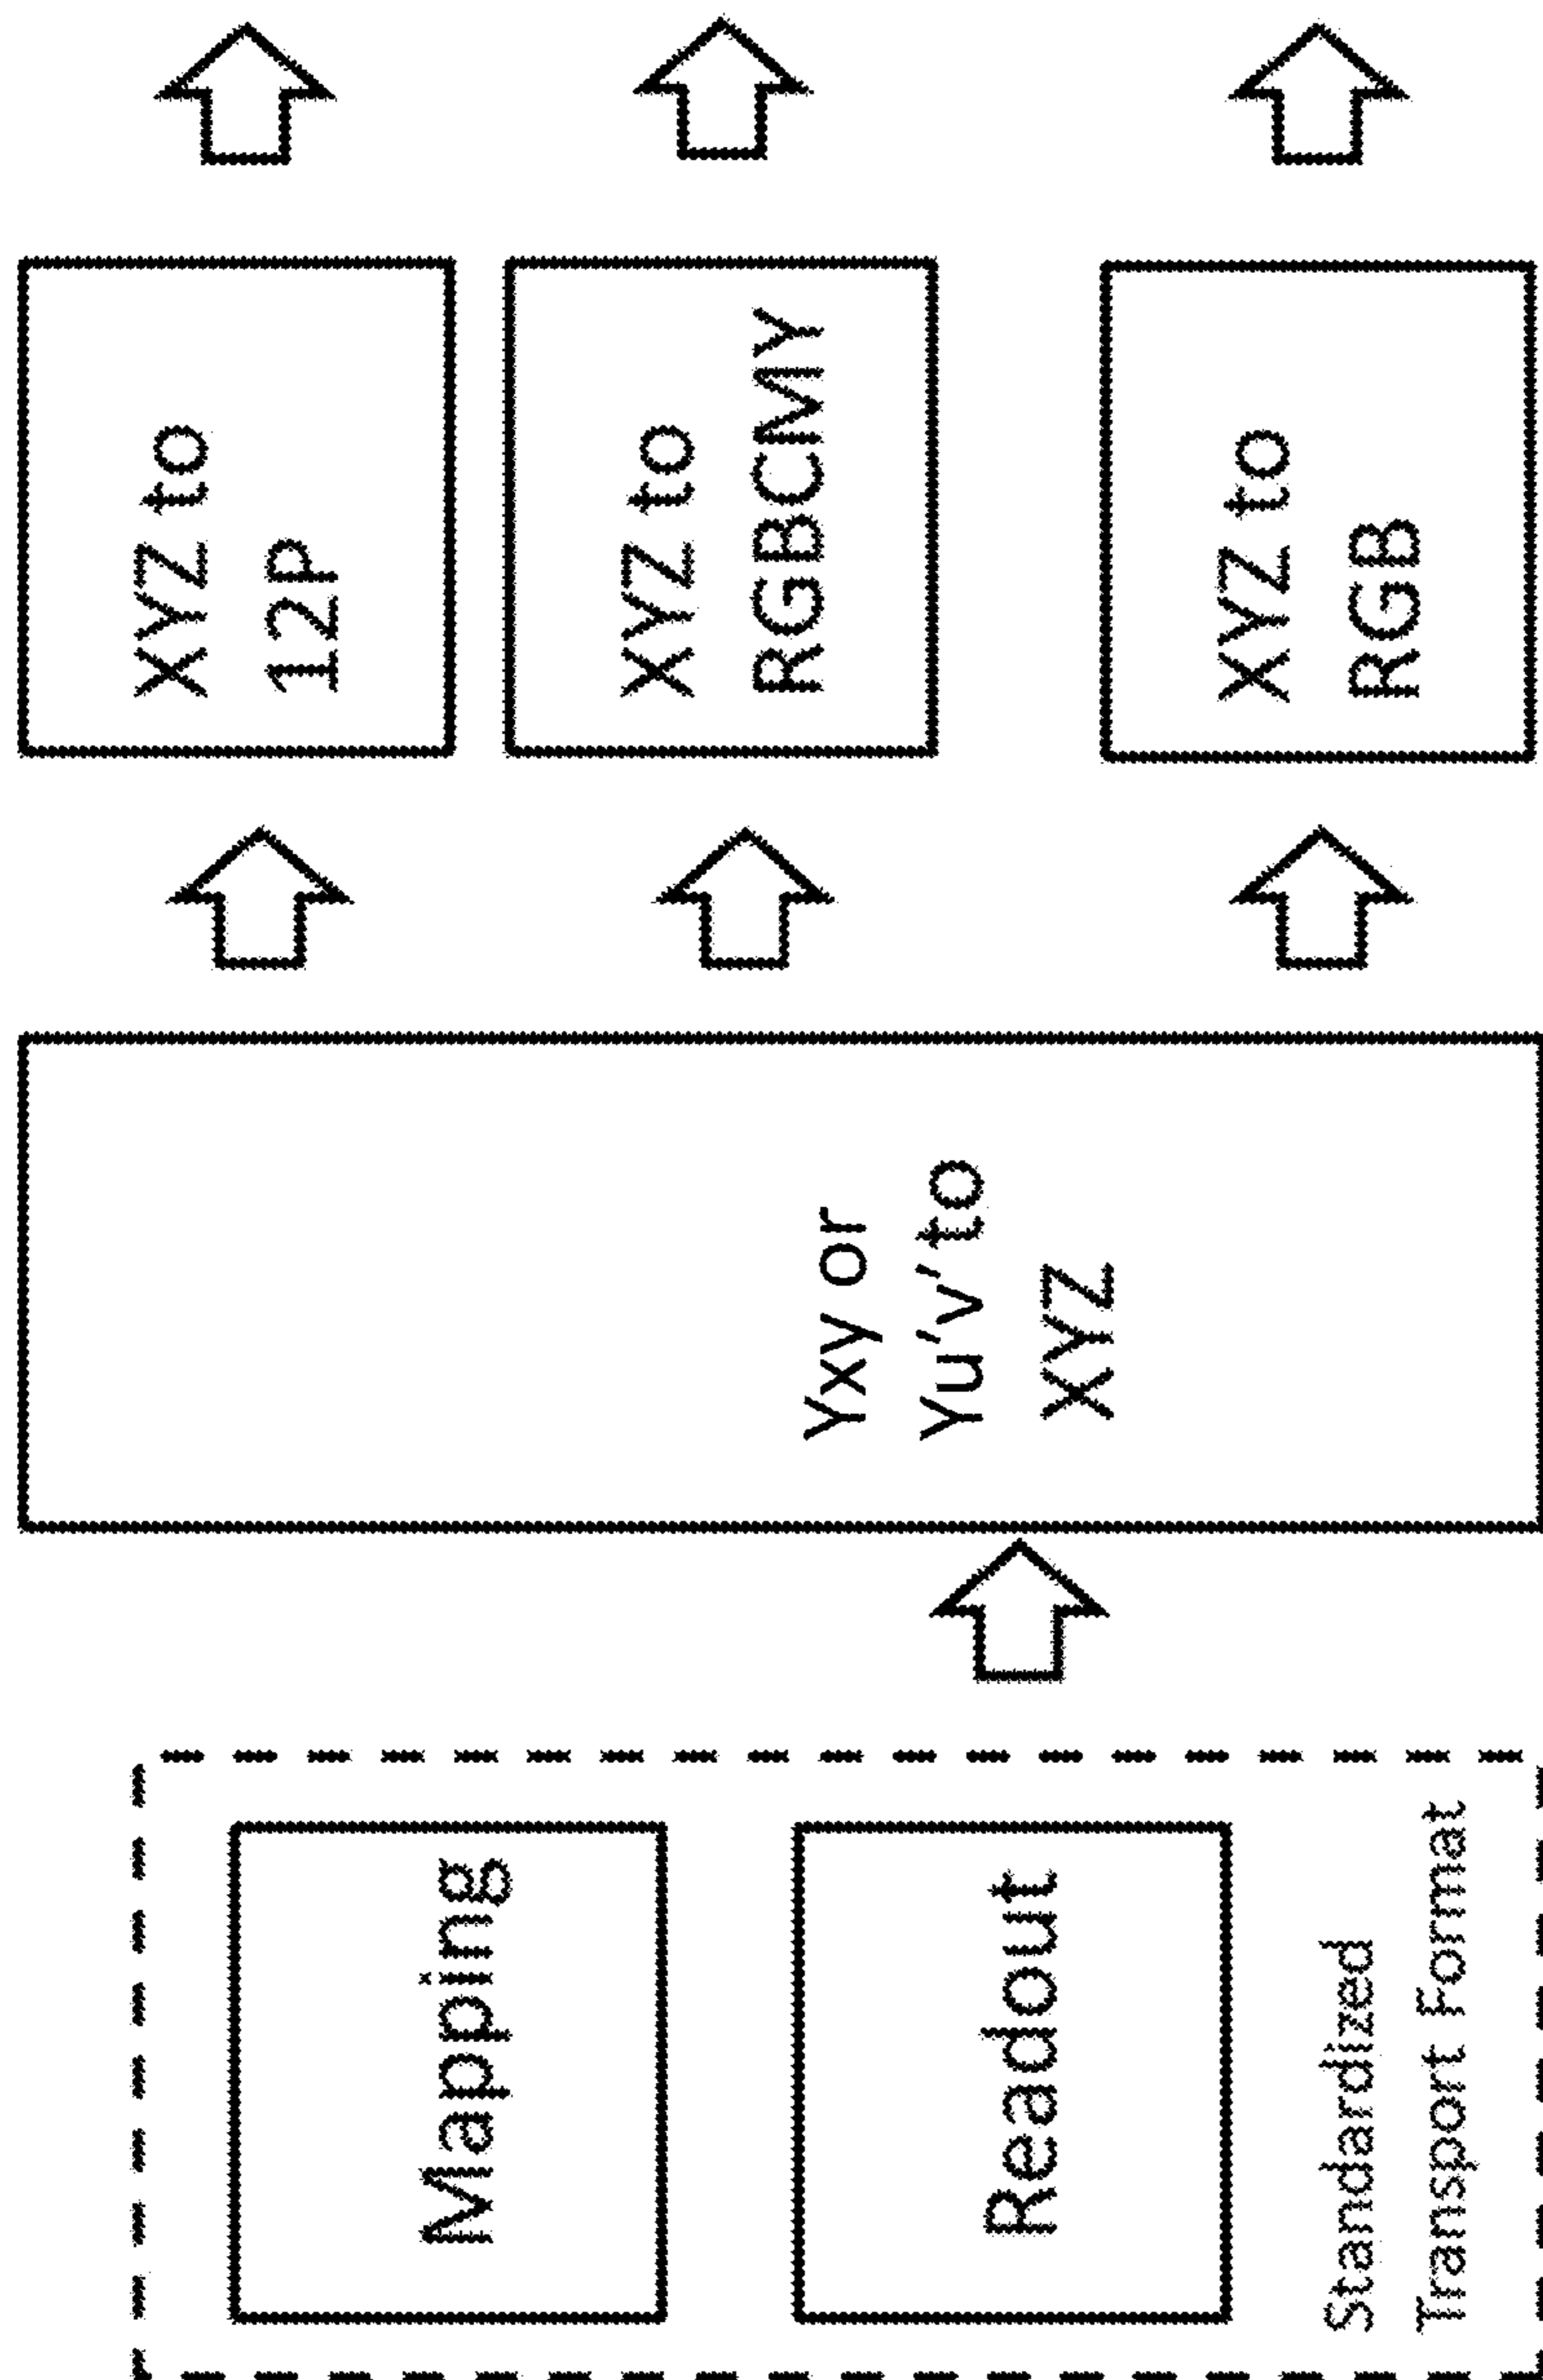 Mapping
Readout
Standardized
Transport Format
Yxy or
Yu'v' to
XYZ
XYZ to
12P
XYZ to
RGBCMY
XYZ to
RGB